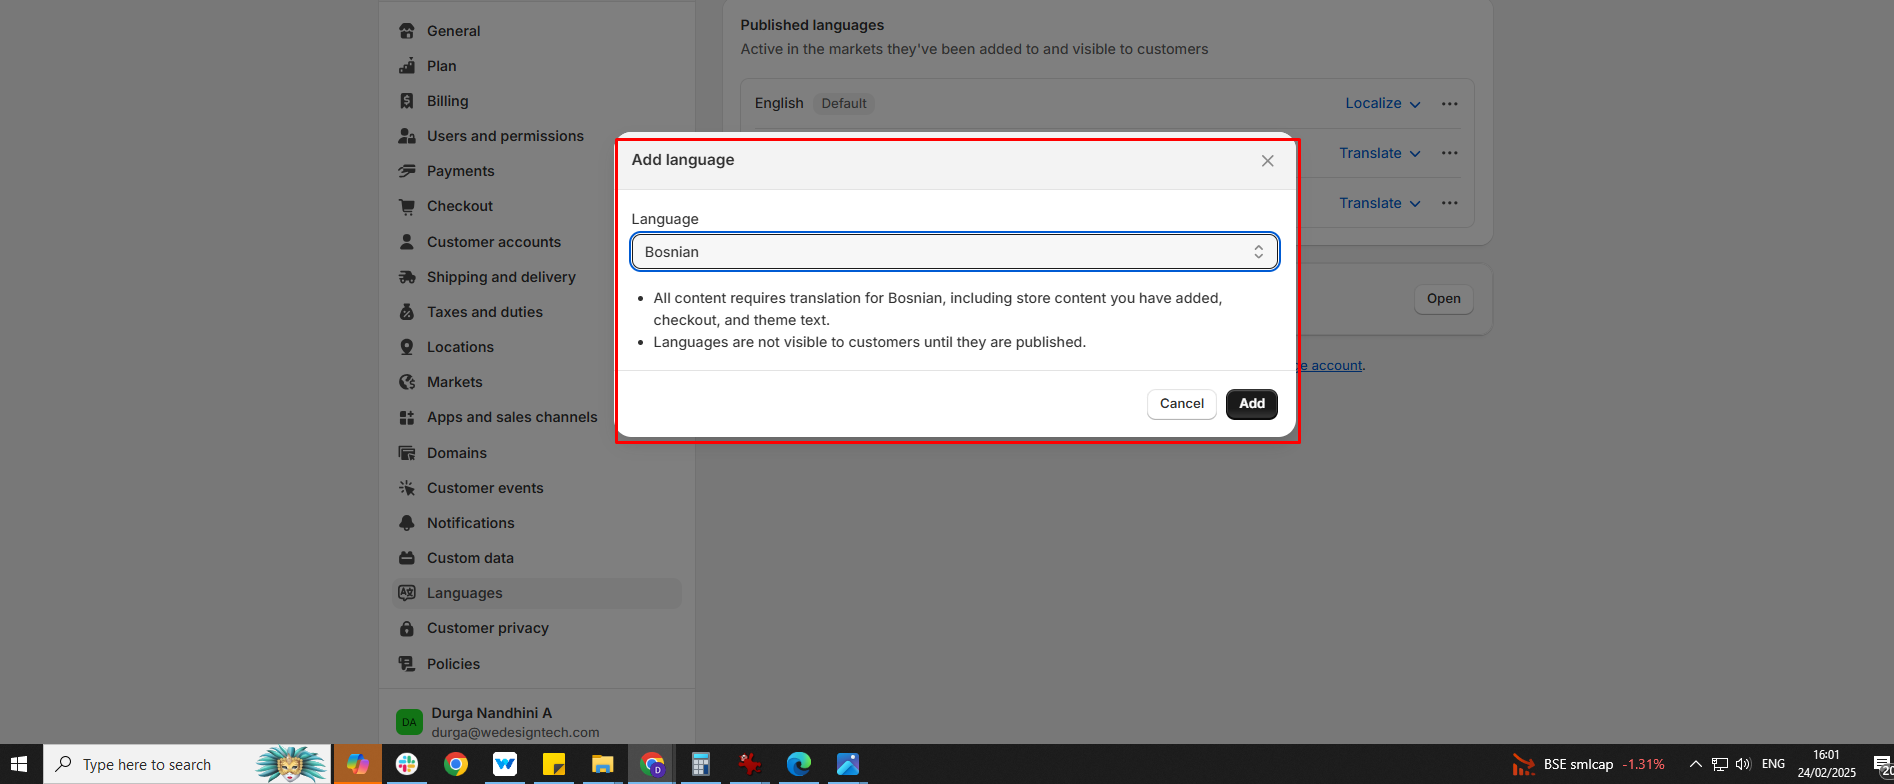 General
Plan
Billing
Users and permissions
Payments
Checkout
Customer accounts
Shipping and delivery
Taxes and duties
Locations
Markets
Apps and sales channels
Domains
Customer events
Notifications
Custom data
Languages
Customer privacy
Policies
DA
Durga Nandhini A
durga@wedesigntech.com
Published languages
Active in the markets they've been added to and visible to customers
English Default Localize
Translate
Translate
Open
account.
Add language
Language
Bosnian
All content requires translation for Bosnian, including store content you have added,
checkout, and theme text.
Languages are not visible to customers until they are published.
Cancel Add
Type here to search
D
BSE smlcap -1.31%
ENG
16:01
24/02/2025